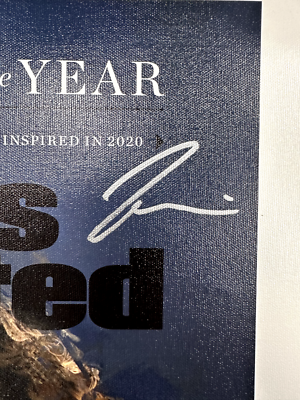 e YEAR
INSPIRED IN 2020
s
red